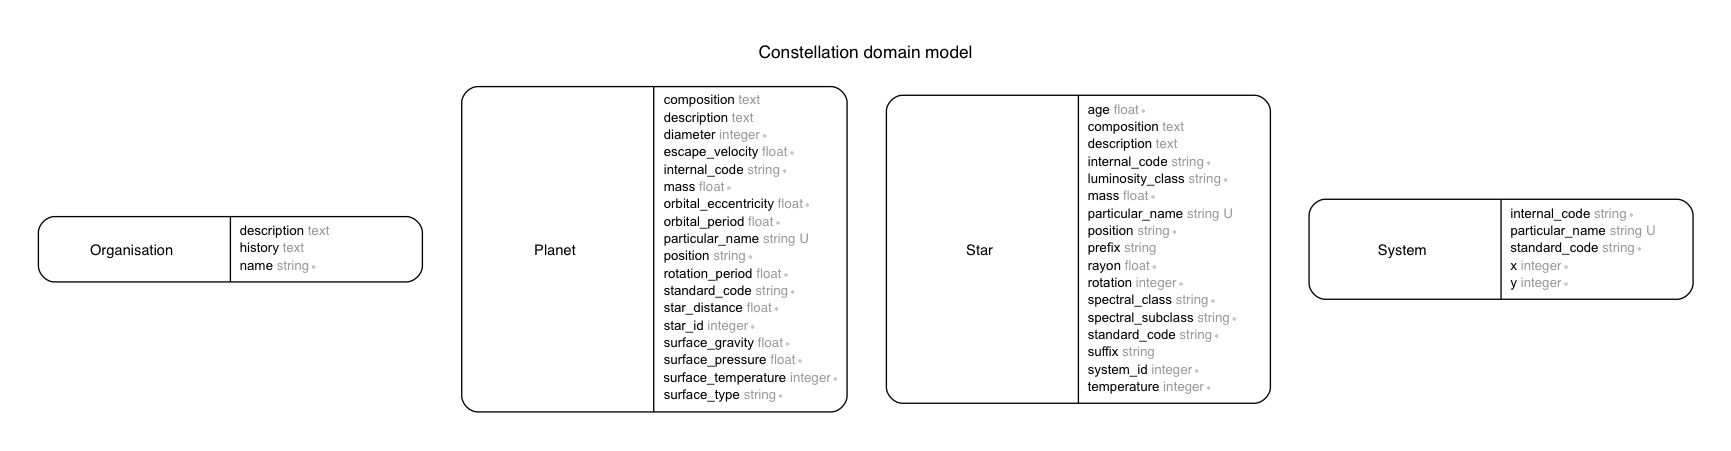 Constellation domain model
Organisation
description text
history text
name string *
Planet
composition text
description text
diameter integer *
escape_velocity float *
internal_code string *
mass float *
orbital_eccentricity float *
orbital_period float *
particular_name string U
position string *
rotation_period float *
standard_code string *
star_distance float *
star_id integer *
surface_gravity float *
surface_pressure float *
surface_temperature integer *
surface_type string *
Star
age float *
composition text
description text
internal_code string *
luminosity_class string *
mass float *
particular_name string U
position string *
prefix string
rayon float *
rotation integer *
spectral_class string *
spectral_subclass string *
standard_code string *
suffix string
system_id integer *
temperature integer *
System
internal_code string *
particular_name string U
standard_code string *
x integer *
y integer *